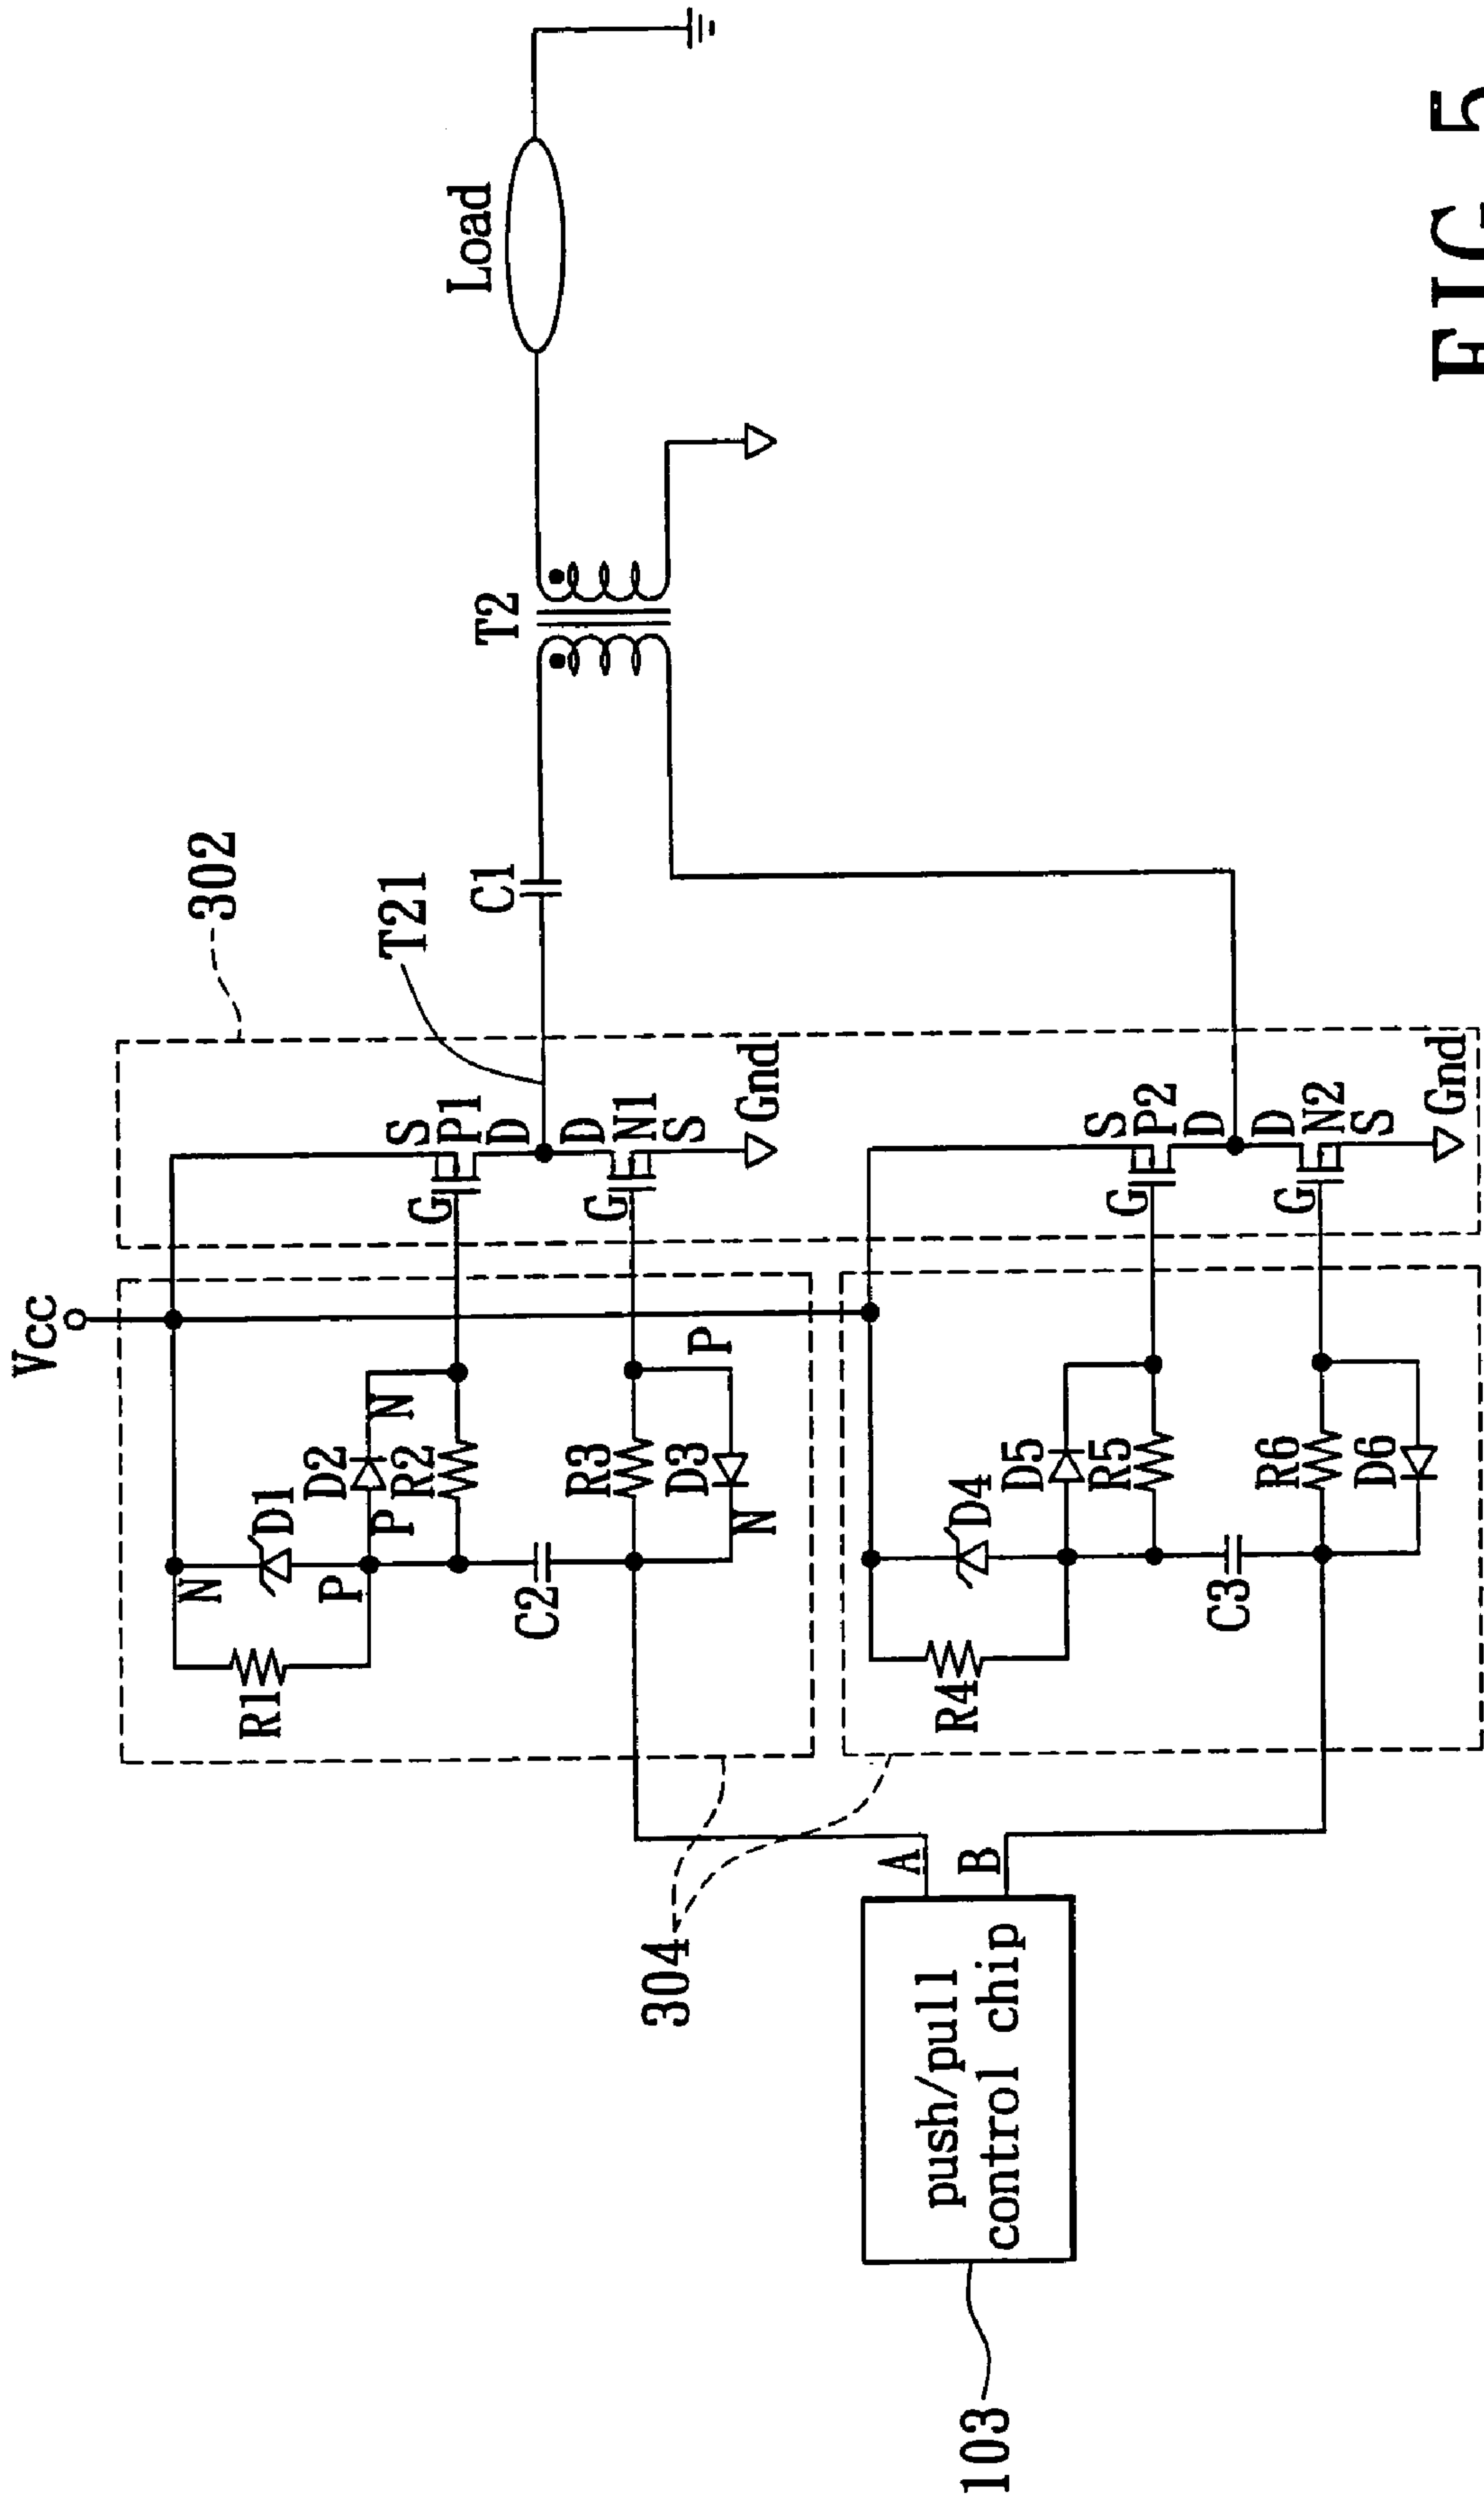 Vcc
302
T21
T2
Load
C1
N
D1
R1
P
D2
N
P
R2
G
S
P1
D
C2
R3
D3
P
N
G
D
N1
S
Gnd
304
D4
R4
D5
R5
G
S
P2
D
C3
R6
D6
G
D
N2
S
Gnd
A
B
push/pull
control chip
103
FIG 5